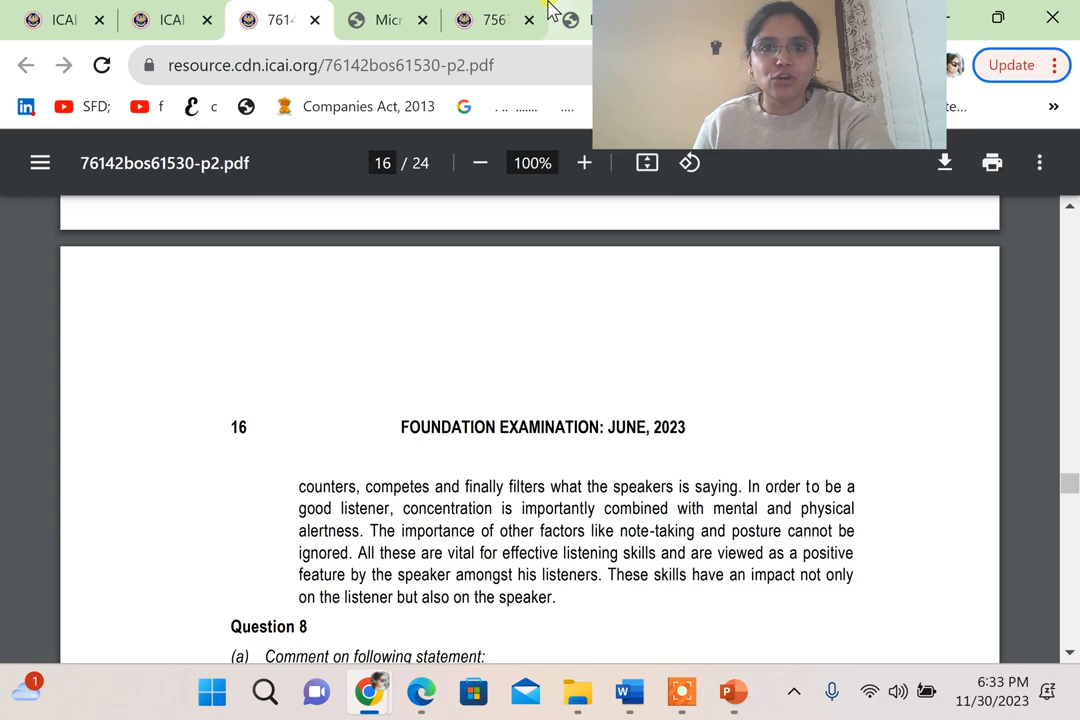 ICAI
ICAI
7614
Micr
756
Update
resource.cdn.icai.org/76142bos61530-p2.pdf
SFD;
f
c
Companies Act, 2013
. .. .......
....
te...
76142bos61530-p2.pdf
16 / 24
100%
16
FOUNDATION EXAMINATION: JUNE, 2023
counters, competes and finally filters what the speakers is saying. In order to be a
good listener, concentration is importantly combined with mental and physical
alertness. The importance of other factors like note-taking and posture cannot be
ignored. All these are vital for effective listening skills and are viewed as a positive
feature by the speaker amongst his listeners. These skills have an impact not only
on the listener but also on the speaker.
Question 8
(a) Comment on following statement:
1
6:33 PM
11/30/2023